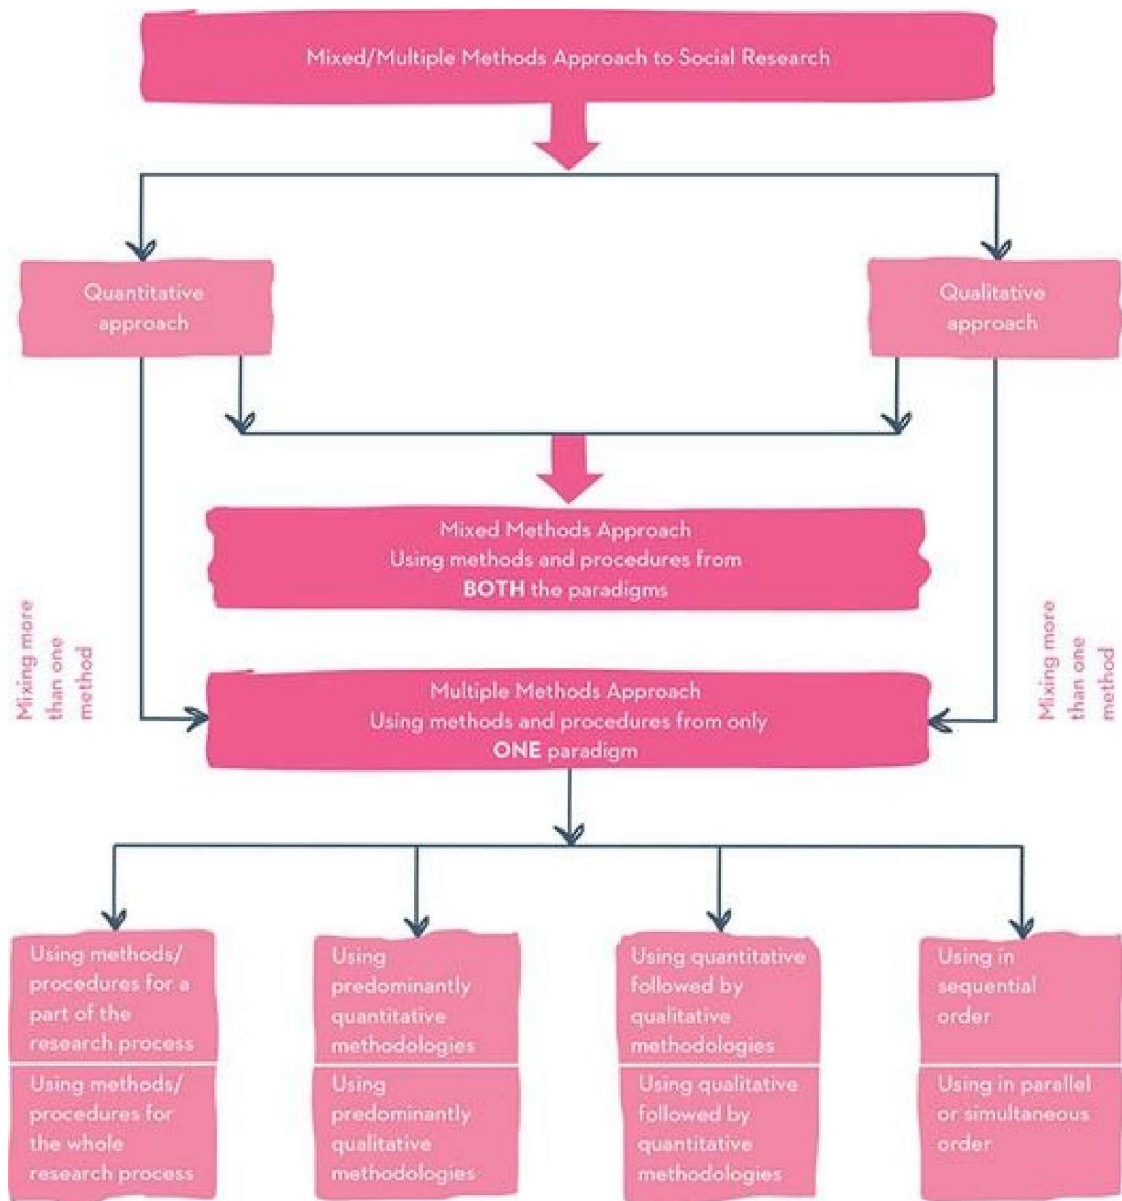 Mixed/Multiple Methods Approach to Social Research
Quantitative
approach
Qualitative
approach
Mixed Methods Approach
Using methods and procedures from
BOTH the paradigms
Mixing more
than one
method
Mixing more
than one
method
Multiple Methods Approach
Using methods and procedures from only
ONE paradigm
Using methods/
procedures for a
part of the
research process
Using methods/
procedures for
the whole
research process
Using
predominantly
quantitative
methodologies
Using
predominantly
qualitative
methodologies
Using quantitative
followed by
qualitative
methodologies
Using qualitative
followed by
quantitative
methodologies
Using in
sequential
order
Using in parallel
or simultaneous
order